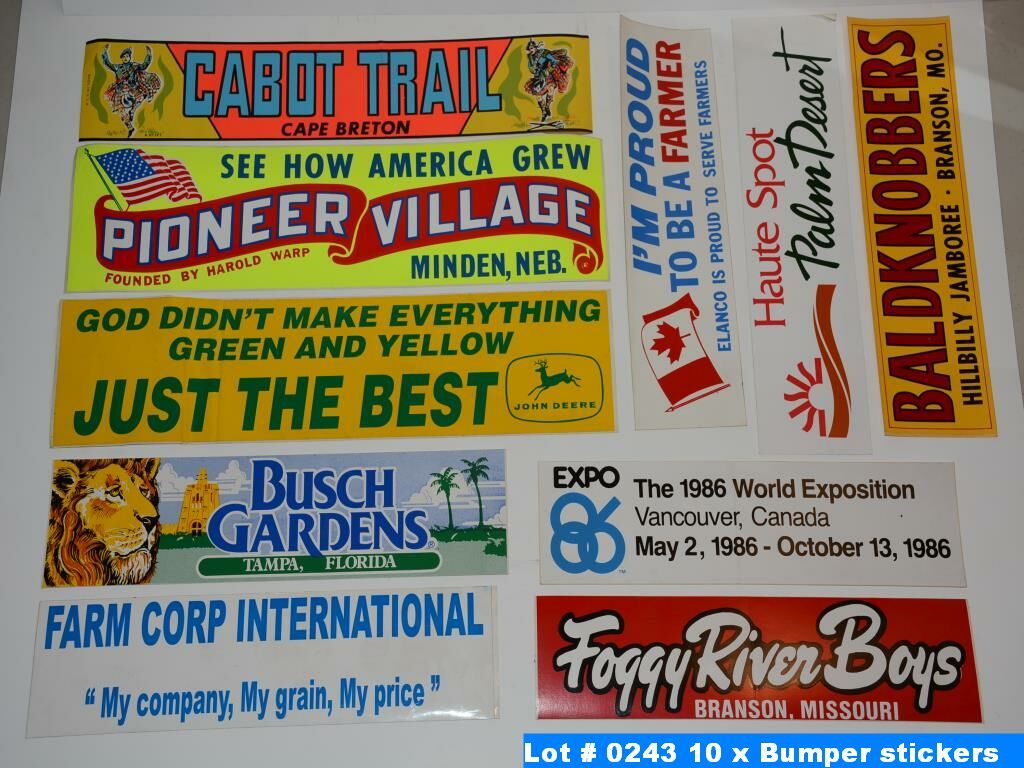 CABOT TRAIL
CAPE BRETON
SEE HOW AMERICA GREW
PIONEER VILLAGE
FOUNDED BY HAROLD WARP
MINDEN, NEB.
GOD DIDN'T MAKE EVERYTHING
GREEN AND YELLOW
JUST THE BEST
JOHN DEERE
BUSCH
GARDENS®
TAMPA, FLORIDA
FARM CORP INTERNATIONAL
“My company, My grain, My price”
I'M PROUD
TO BE A FARMER
ELANCO IS PROUD TO SERVE FARMERS
Haute Spot
Palm Desert
BALDKNOBBERS
HILLBILLY JAMBOREE · BRANSON, MO.
EXPO
86
TM
The 1986 World Exposition
Vancouver, Canada
May 2, 1986 - October 13, 1986
Foggy River Boys
BRANSON, MISSOURI
Lot # 0243 10 x Bumper stickers